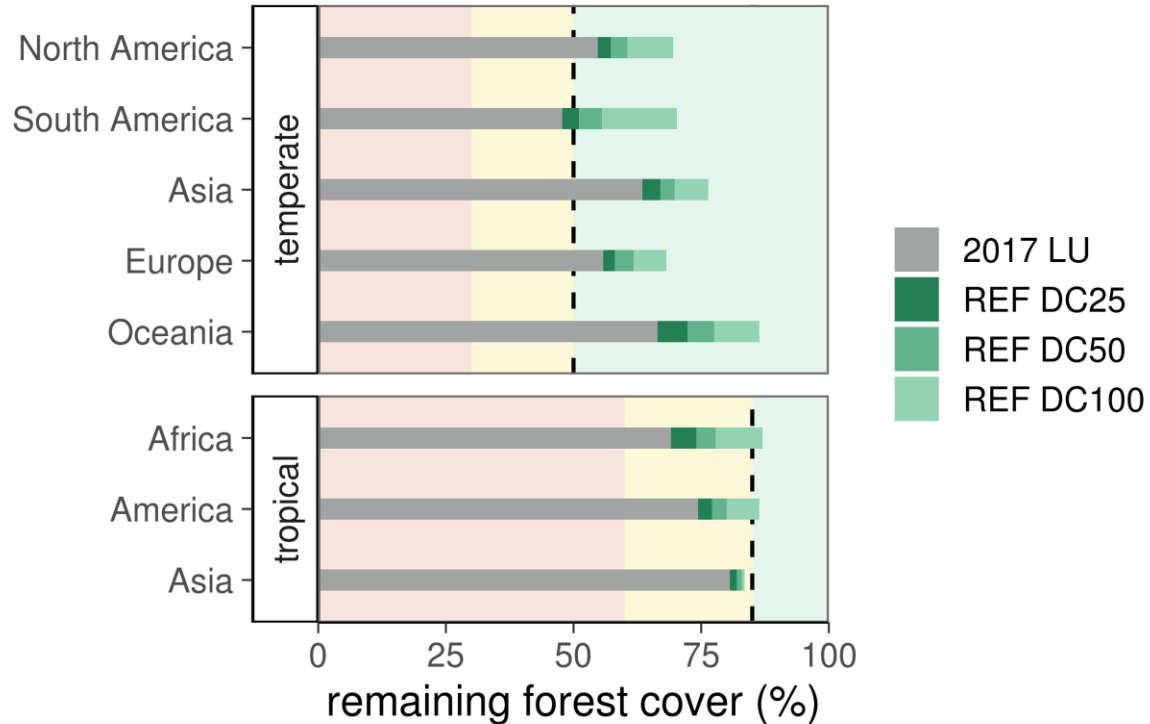 temperate
North America
South America
Asia
Europe
Oceania
tropical
Africa
America
Asia
0 25 50 75 100
remaining forest cover (%)
2017 LU
REF DC25
REF DC50
REF DC100